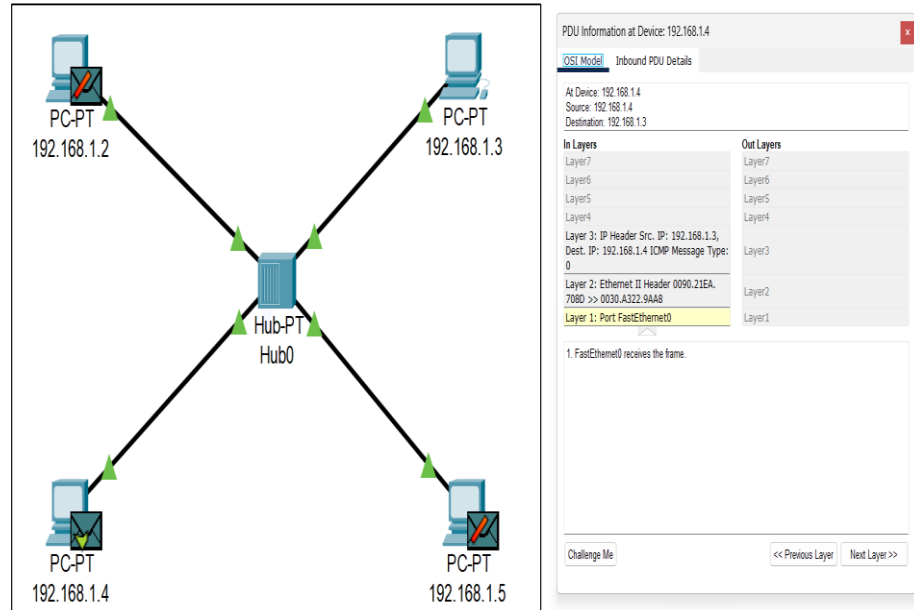 PC-PT
192.168.1.2
PC-PT
192.168.1.3
Hub-PT
Hub0
PC-PT
192.168.1.4
PC-PT
192.168.1.5
PDU Information at Device: 192.168.1.4
x
OSI Model Inbound PDU Details
At Device: 192.168.1.4
Source: 192.168.1.4
Destination: 192.168.1.3
In Layers
Layer7
Layer6
Layer5
Layer4
Layer 3: IP Header Src. IP: 192.168.1.3,
Dest. IP: 192.168.1.4 ICMP Message Type:
0
Layer 2: Ethernet II Header 0090.21EA.
708D >> 0030.A322.9AA8
Layer 1: Port FastEthernet0
Out Layers
Layer7
Layer6
Layer5
Layer4
Layer3
Layer2
Layer1
1. FastEthernet0 receives the frame.
Challenge Me
<< Previous Layer
Next Layer >>